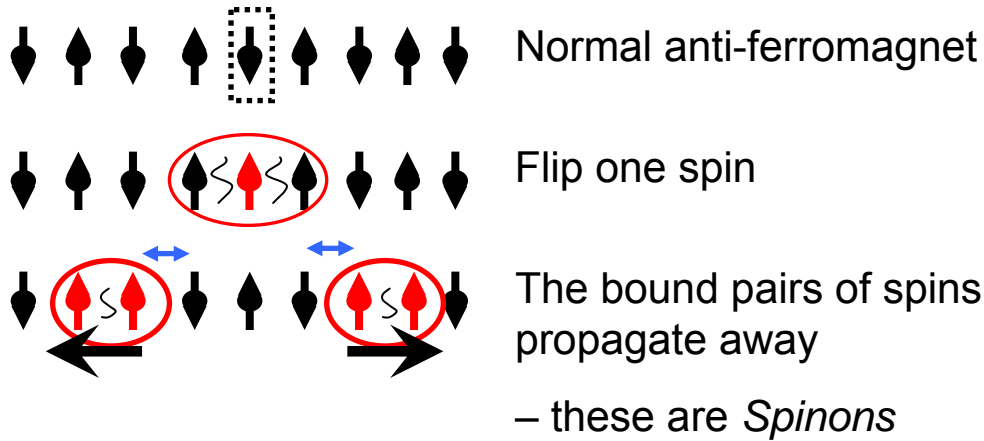 Normal anti-ferromagnet
Flip one spin
The bound pairs of spins
propagate away
– these are Spinons